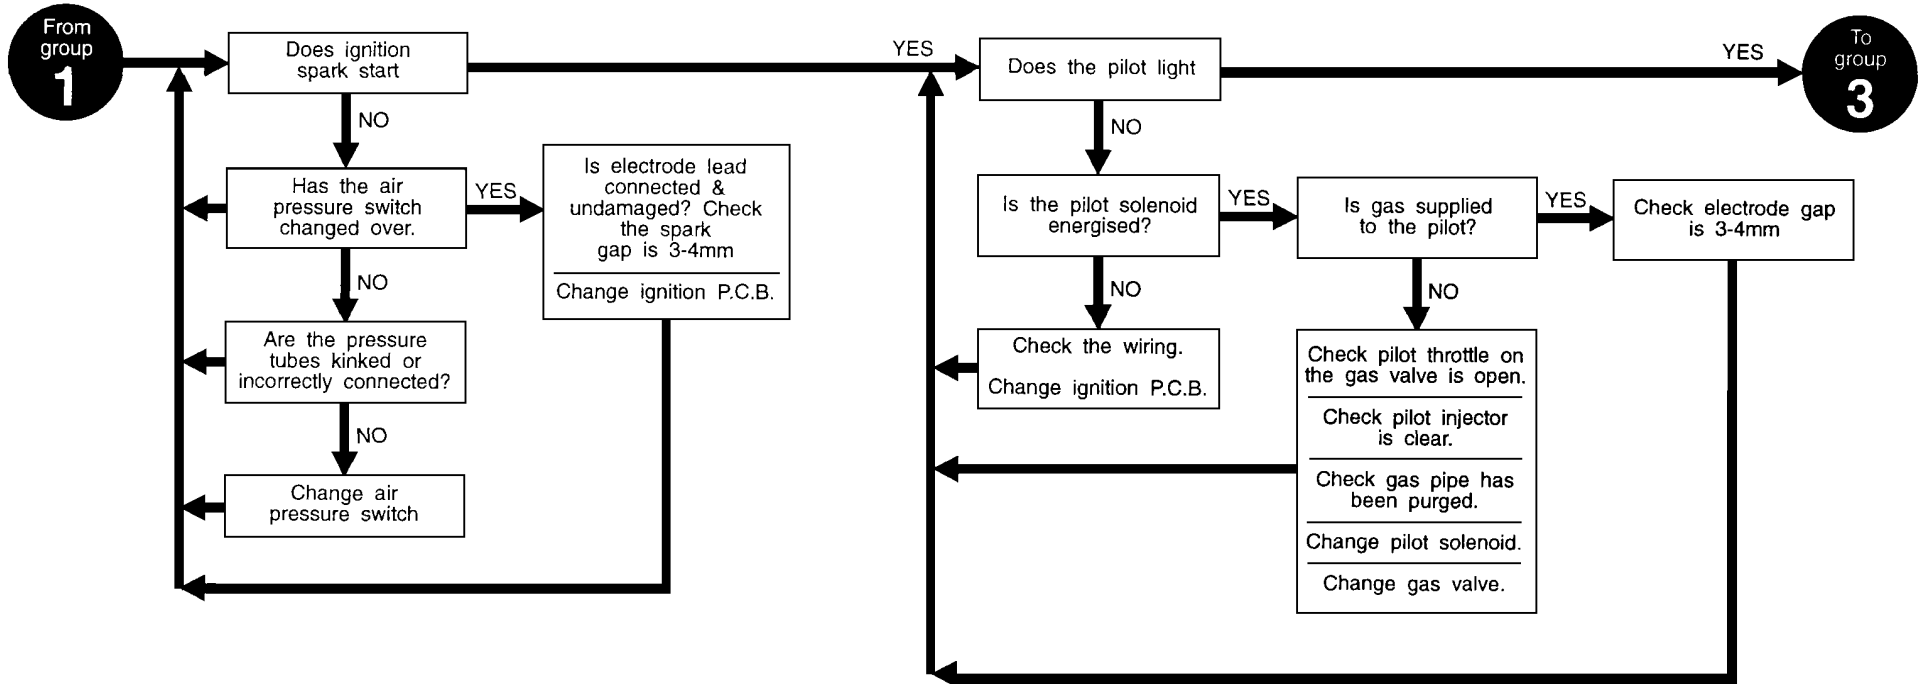 From
group
1
Does ignition
spark start
YES
NO
Has the air
pressure switch
changed over.
YES
Is electrode lead
connected &
undamaged? Check
the spark
gap is 3-4mm
Change ignition P.C.B.
NO
Are the pressure
tubes kinked or
incorrectly connected?
NO
Change air
pressure switch
Does the pilot light
YES
To
group
3
NO
Is the pilot solenoid
energised?
YES
Is gas supplied
to the pilot?
YES
Check electrode gap
is 3-4mm
NO
Check the wiring.
Change ignition P.C.B.
NO
Check pilot throttle on
the gas valve is open.
Check pilot injector
is clear.
Check gas pipe has
been purged.
Change pilot solenoid.
Change gas valve.